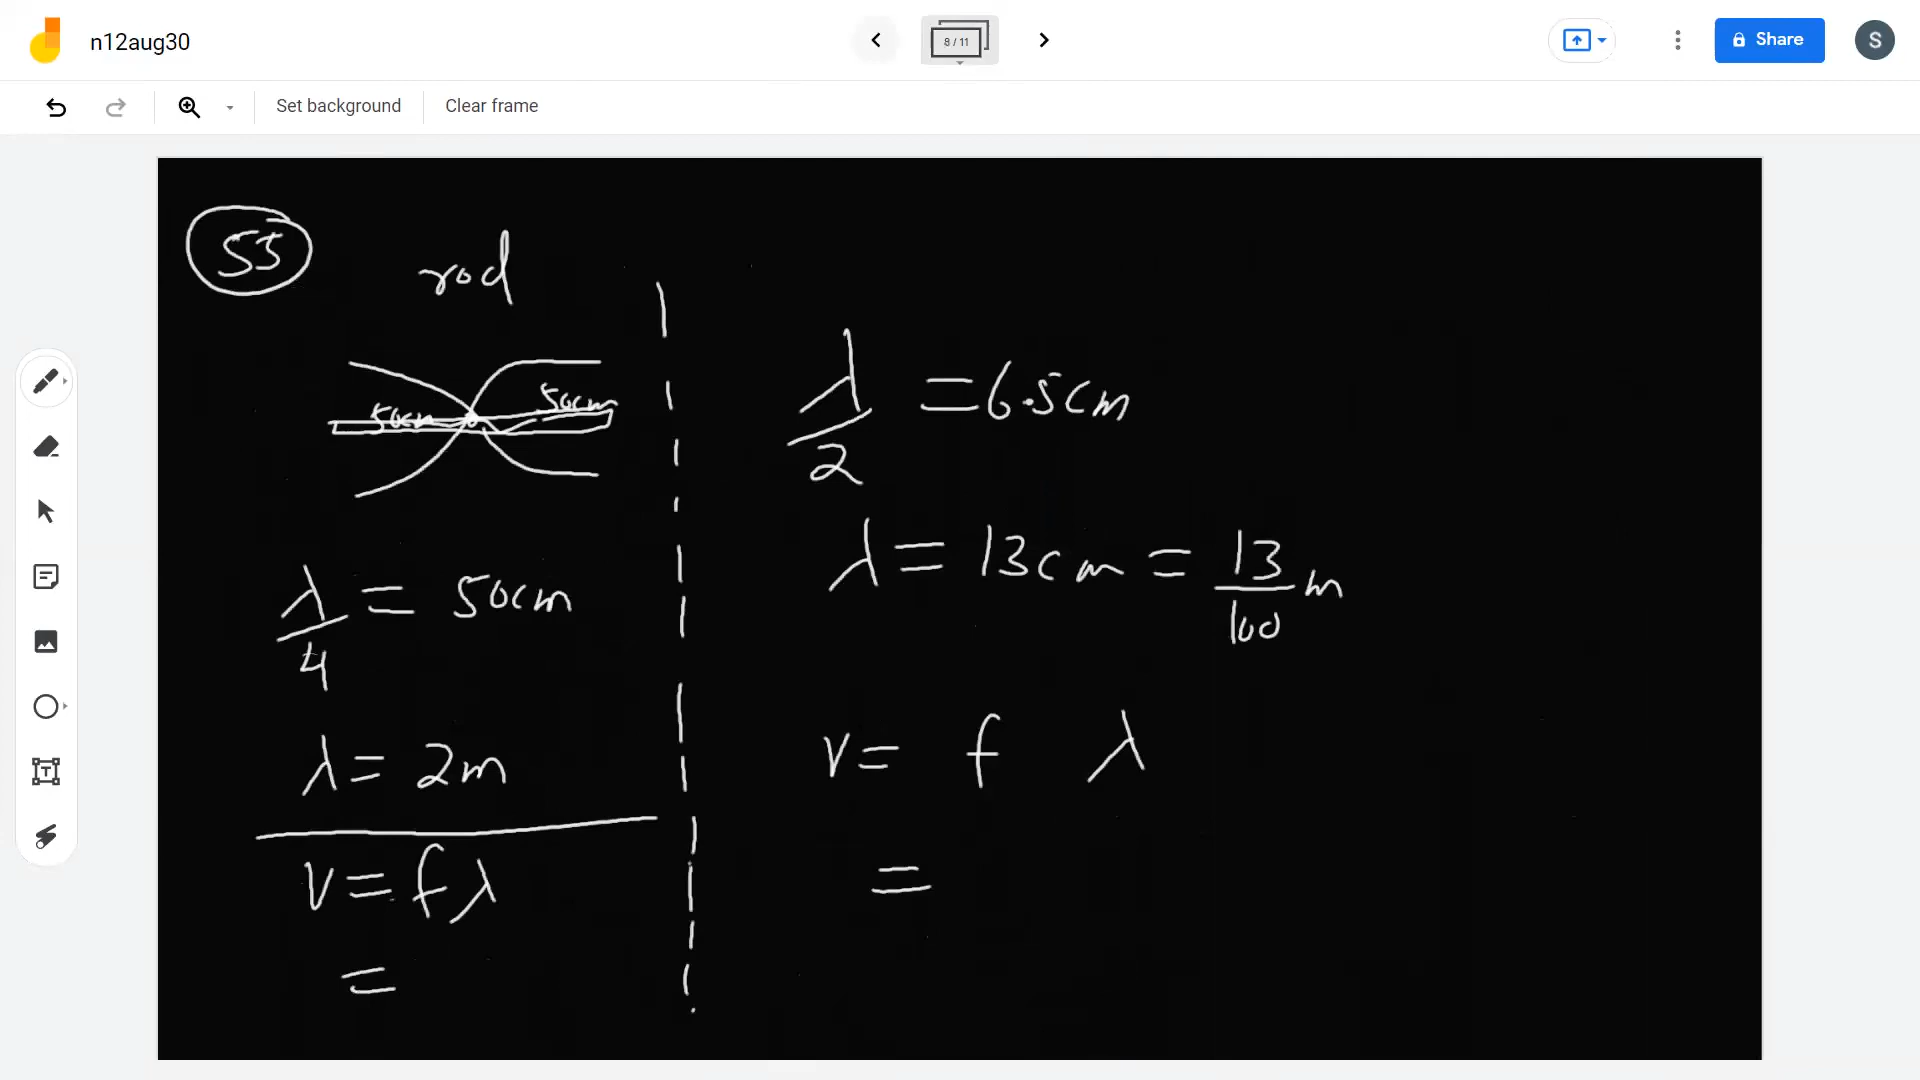 n12aug30
8 / 11
Share
S
Set background
Clear frame
55
rod
50cm
50cm
λ/4 = 50cm
λ = 2m
v = fλ
=
λ/2 = 6.5cm
λ = 13cm = 13/100 m
v = f λ
=